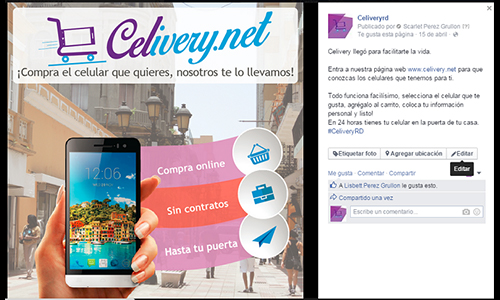 Celivery.net
¡Compra el celular que quieres, nosotros te lo llevamos!
12:06
Compra online
Sin contratos
Hasta tu puerta
Celiveryrd
Publicado por Scarlet Perez Grullon
Te gusta esta página · 15 de abril
Celivery llegó para facilitarte la vida.
Entra a nuestra página web www.celivery.net para que
conozcas los celulares que tenemos para ti.
Todo funciona facilísimo, selecciona el celular que te
gusta, agrégalo al carrito, coloca tu información
personal y listo!
En 24 horas tienes tu celular en la puerta de tu casa.
#CeliveryRD
Etiquetar foto Agregar ubicación Editar
Editar
Me gusta · Comentar · Compartir
A Lisbett Perez Grullon le gusta esto.
Compartido una vez
Escribe un comentario...